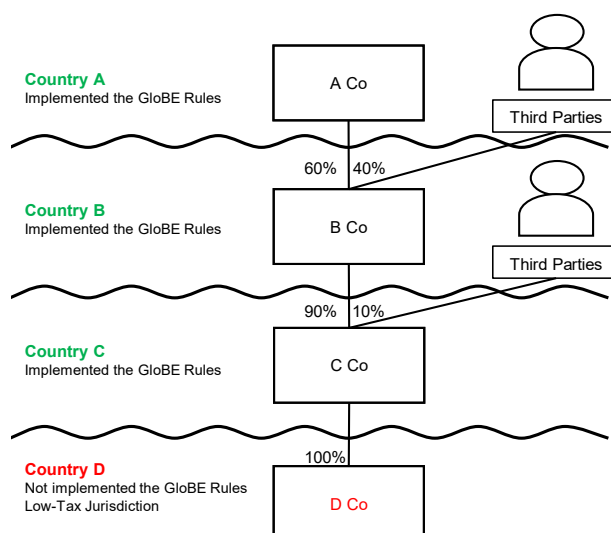 Country A
Implemented the GloBE Rules
A Co
Third Parties
60%
40%
Country B
Implemented the GloBE Rules
B Co
Third Parties
90%
10%
Country C
Implemented the GloBE Rules
C Co
100%
Country D
Not implemented the GloBE Rules
Low-Tax Jurisdiction
D Co